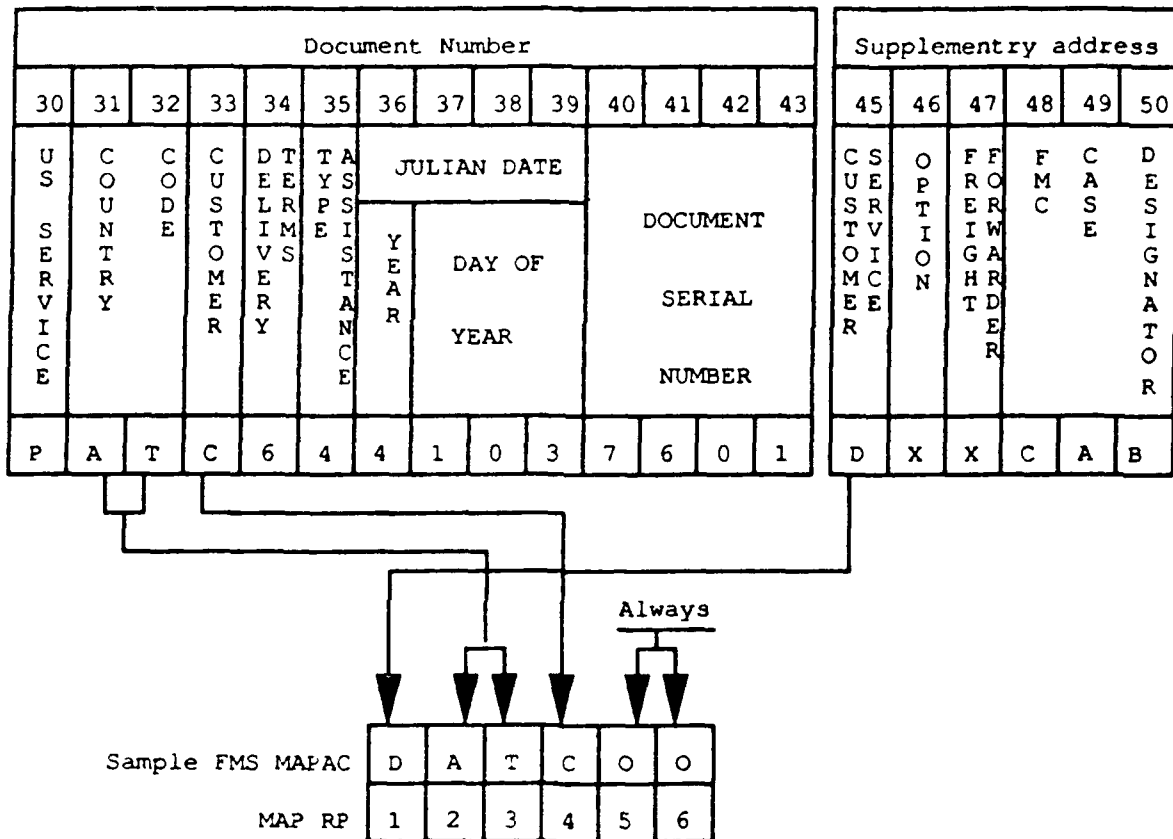 Document Number
Supplementry address
30 31 32 33 34 35 36 37 38 39 40 41 42 43
45 46 47 48 49 50
US SERVICE
COUNTRY
CODE
CUSTOMER
DELIVERY
TERMS
TYPE
ASSISTANCE
JULIAN DATE
YEAR
DAY OF
YEAR
DOCUMENT
SERIAL
NUMBER
CUSTOMER
SERVICE
OPTION
FREIGHT
FORWARDER
FMC
CASE
DESIGNATOR
P A T C 6 4 4 1 0 3 7 6 0 1
D X X C A B
Always
Sample FMS MAPAC D A T C O O
MAP RP 1 2 3 4 5 6